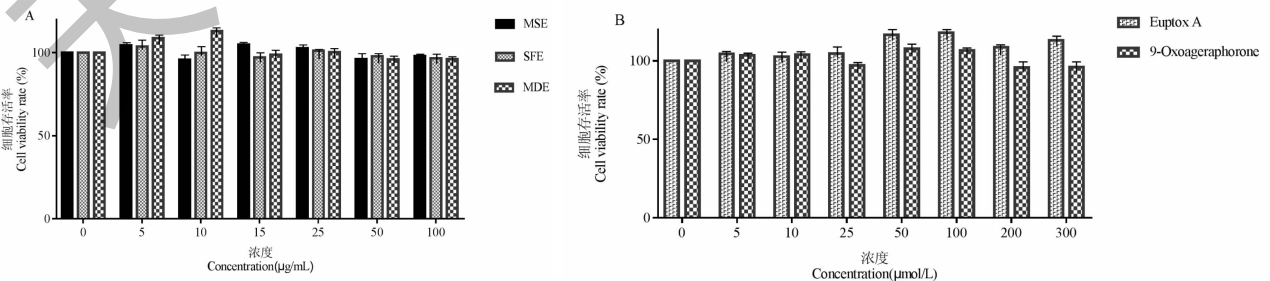 A
MSE
SFE
MDE
100
50
0
细胞存活率
Cell viability rate (%)
0 5 10 15 25 50 100
浓度
Concentration(μg/mL)
B
Euptox A
9-Oxoageraphorone
100
50
0
细胞存活率
Cell viability rate (%)
0 5 10 25 50 100 200 300
浓度
Concentration(μmol/L)